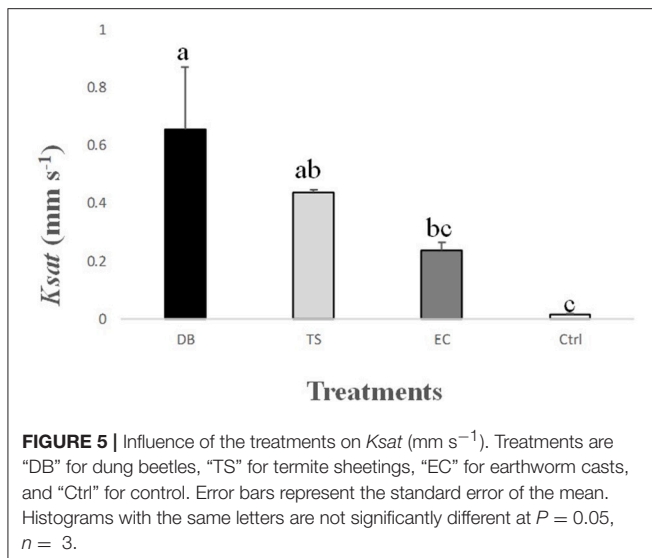 1
a
0.8
0.6
ab
0.4
bc
0.2
c
0
Ksat (mm s⁻¹)
DB TS EC Ctrl
Treatments
FIGURE 5 | Influence of the treatments on Ksat (mm s⁻¹). Treatments are
“DB” for dung beetles, “TS” for termite sheetings, “EC” for earthworm casts,
and “Ctrl” for control. Error bars represent the standard error of the mean.
Histograms with the same letters are not significantly different at P = 0.05,
n = 3.